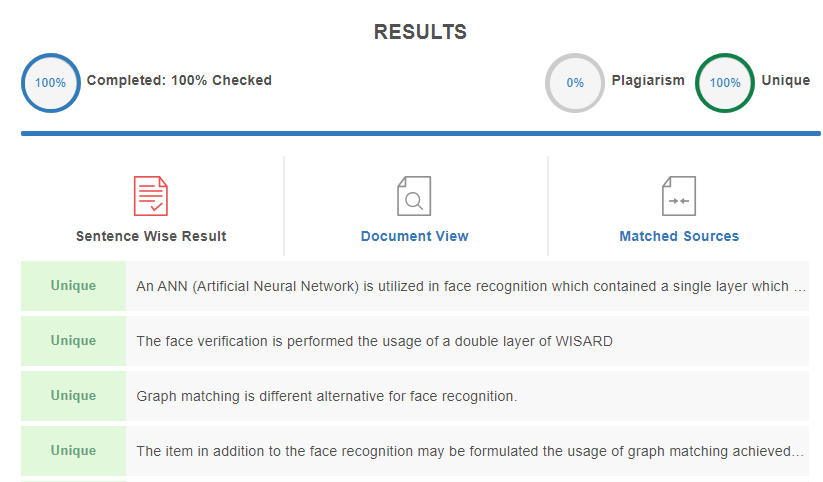 RESULTS
100%
Completed: 100% Checked
0%
Plagiarism
100%
Unique
Sentence Wise Result
Document View
Matched Sources
Unique
An ANN (Artificial Neural Network) is utilized in face recognition which contained a single layer which ...
Unique
The face verification is performed the usage of a double layer of WISARD
Unique
Graph matching is different alternative for face recognition.
Unique
The item in addition to the face recognition may be formulated the usage of graph matching achieved...